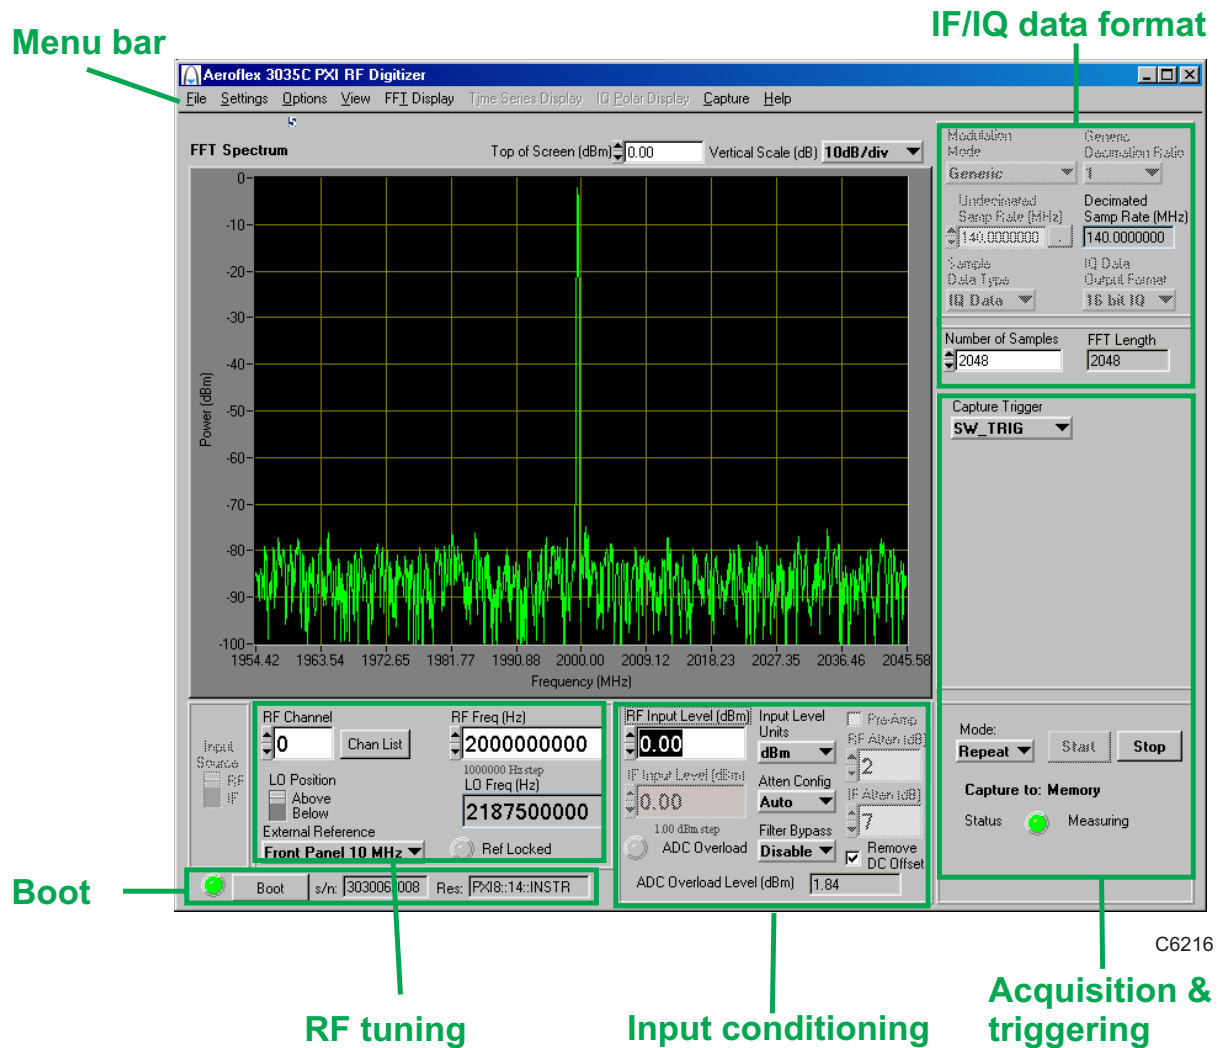 IF/IQ data format
Menu bar
Aeroflex 3035C PXI RF Digitizer
File Settings Options View FFT Display Time Series Display IQ Polar Display Capture Help
FFT Spectrum
Top of Screen (dBm) 0.00
Vertical Scale (dB) 10dB/div
Modulation Mode
Generic
Generic Decimation Ratio
1
Undecimated Samp Rate (MHz)
140.0000000 .
Decimated Samp Rate (MHz)
140.0000000
Sample Data Type
IQ Data
IQ Data Output Format
16 bit IQ
Number of Samples
2048
FFT Length
2048
Power (dBm)
0
-10
-20
-30
-40
-50
-60
-70
-80
-90
-100
1954.42 1963.54 1972.65 1981.77 1990.88 2000.00 2009.12 2018.23 2027.35 2036.46 2045.58
Frequency (MHz)
Capture Trigger
SW_TRIG
Input Source
RF
IF
RF Channel
0
Chan List
LO Position
Above
Below
External Reference
Front Panel 10 MHz
RF Freq (Hz)
2000000000
1000000 Hz step
LO Freq (Hz)
2187500000
Ref Locked
RF Input Level (dBm)
0.00
IF Input Level (dBm)
0.00
1.00 dBm step
ADC Overload
Input Level Units
dBm
Atten Config
Auto
Filter Bypass
Disable
Pre-Amp
RF Atten (dB)
2
IF Atten (dB)
7
Remove DC Offset
ADC Overload Level (dBm) 1.84
Mode:
Repeat
Start
Stop
Capture to: Memory
Status
Measuring
Boot
Boot
s/n:
Res: PXI8::14::INSTR
C6216
RF tuning
Input conditioning
Acquisition &
triggering